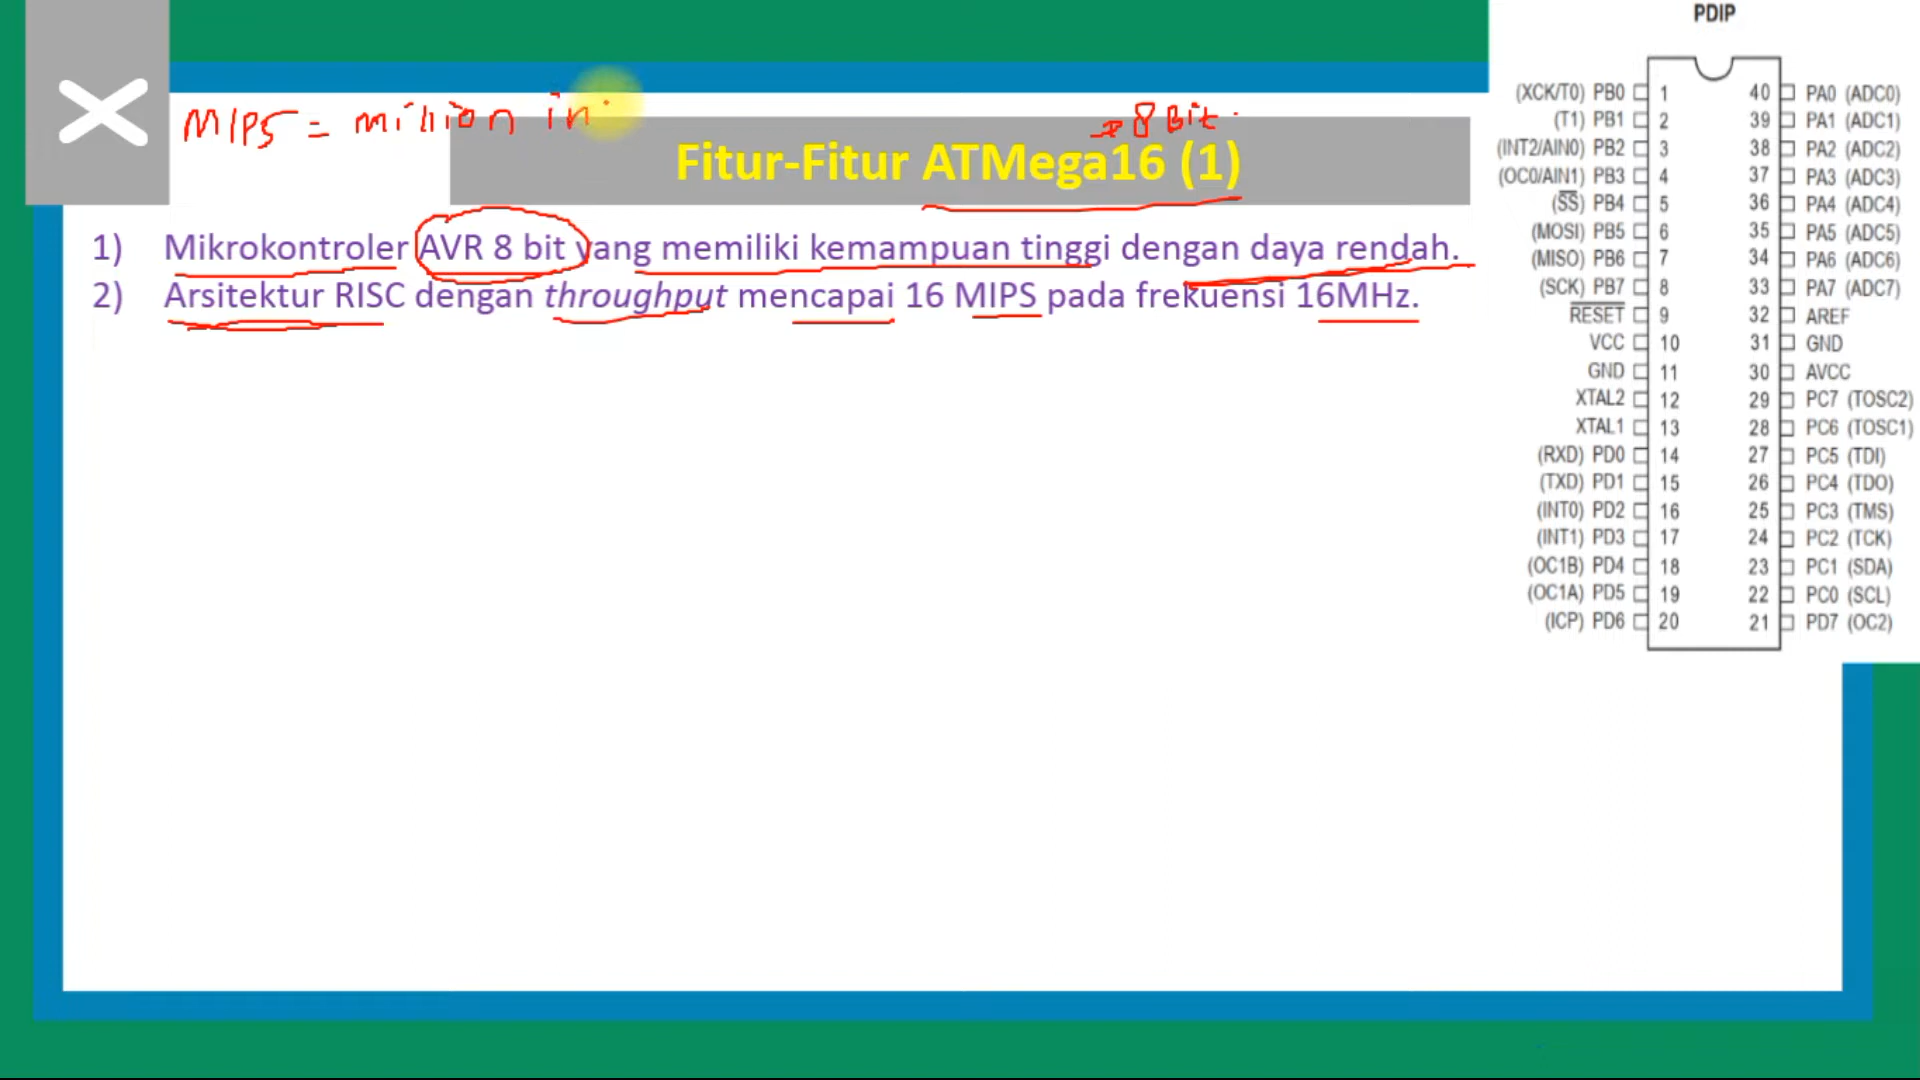 MIPS = million in
→ 8 Bit
Fitur-Fitur ATMega16 (1)
1) Mikrokontroler AVR 8 bit yang memiliki kemampuan tinggi dengan daya rendah.
2) Arsitektur RISC dengan throughput mencapai 16 MIPS pada frekuensi 16MHz.
PDIP
(XCK/T0) PB0 1 40 PA0 (ADC0)
(T1) PB1 2 39 PA1 (ADC1)
(INT2/AIN0) PB2 3 38 PA2 (ADC2)
(OC0/AIN1) PB3 4 37 PA3 (ADC3)
(SS) PB4 5 36 PA4 (ADC4)
(MOSI) PB5 6 35 PA5 (ADC5)
(MISO) PB6 7 34 PA6 (ADC6)
(SCK) PB7 8 33 PA7 (ADC7)
RESET 9 32 AREF
VCC 10 31 GND
GND 11 30 AVCC
XTAL2 12 29 PC7 (TOSC2)
XTAL1 13 28 PC6 (TOSC1)
(RXD) PD0 14 27 PC5 (TDI)
(TXD) PD1 15 26 PC4 (TDO)
(INT0) PD2 16 25 PC3 (TMS)
(INT1) PD3 17 24 PC2 (TCK)
(OC1B) PD4 18 23 PC1 (SDA)
(OC1A) PD5 19 22 PC0 (SCL)
(ICP) PD6 20 21 PD7 (OC2)